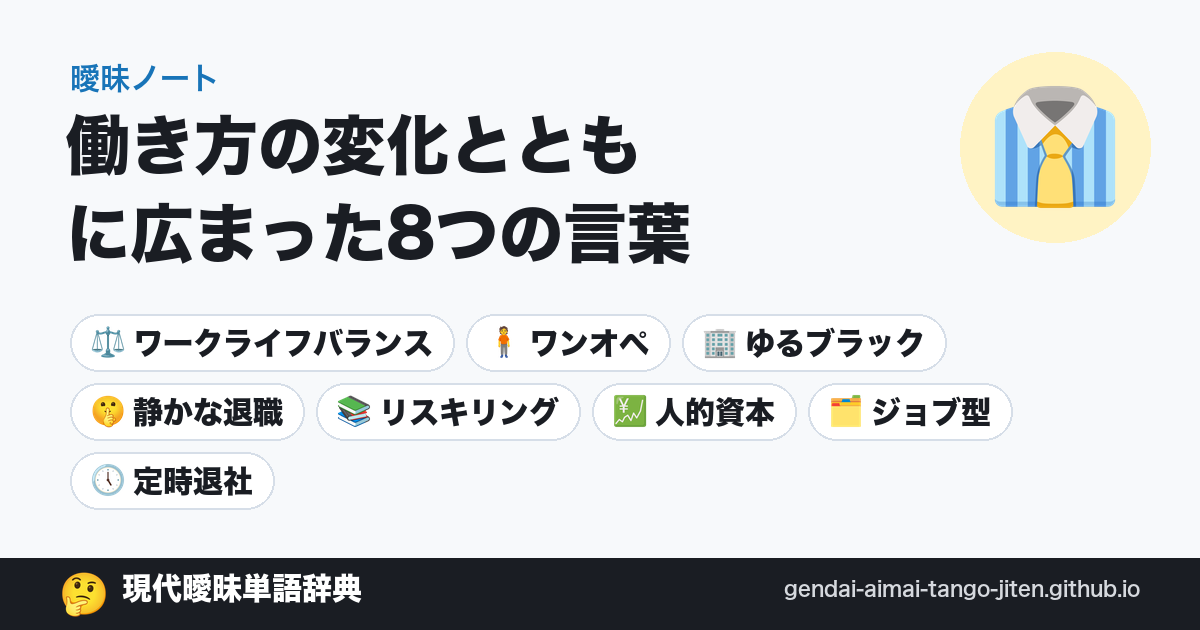 曖昧ノート
働き方の変化ととも
に広まった8つの言葉
ワークライフバランス ワンオペ ゆるブラック
静かな退職 リスキリング 人的資本 ジョブ型
定時退社
現代曖昧単語辞典 gendai-aimai-tango-jiten.github.io